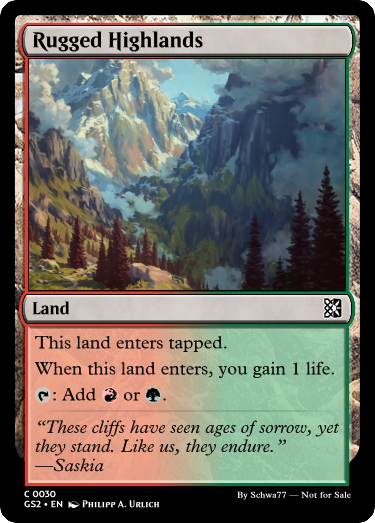 Rugged Highlands
Land
This land enters tapped.
When this land enters, you gain 1 life.
: Add or .
“These cliffs have seen ages of sorrow, yet
they stand. Like us, they endure.”
—Saskia
C 0030
GS2 • EN Philipp A. Urlich
By Schwa77 — Not for Sale